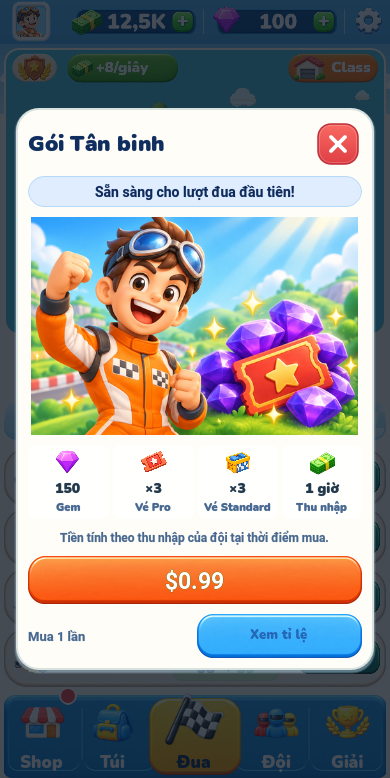 12,5K
100
+8/giây
Class
Gói Tân binh
Sẵn sàng cho lượt đua đầu tiên!
150
Gem
×3
Vé Pro
×3
Vé Standard
1 giờ
Thu nhập
Tiền tính theo thu nhập của đội tại thời điểm mua.
$0.99
Mua 1 lần
Xem tỉ lệ
Shop
Túi
Đua
Đội
Giải